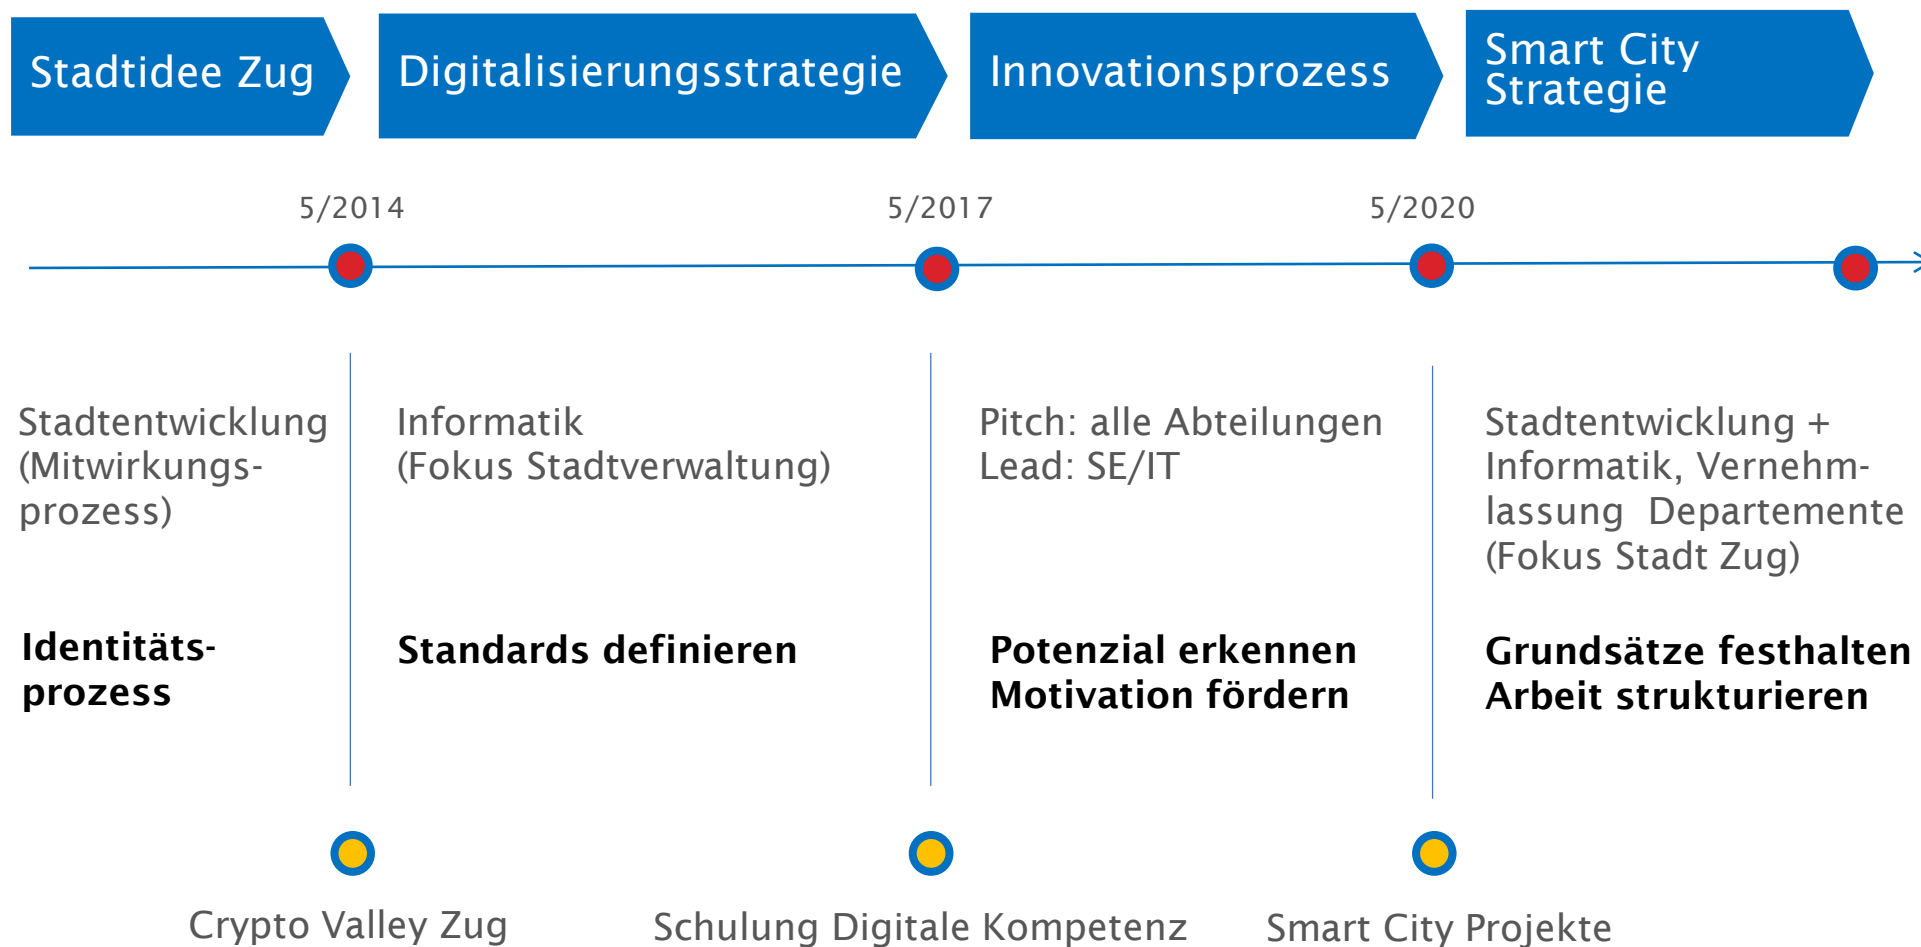 Stadtidee Zug
Digitalisierungsstrategie
Innovationsprozess
Smart City
Strategie
5/2014
5/2017
5/2020
Stadtentwicklung
(Mitwirkungs-
prozess)
Informatik
(Fokus Stadtverwaltung)
Pitch: alle Abteilungen
Lead: SE/IT
Stadtentwicklung +
Informatik, Vernehm-
lassung  Departemente
(Fokus Stadt Zug)
Identitäts-
prozess
Standards definieren
Potenzial erkennen
Motivation fördern
Grundsätze festhalten
Arbeit strukturieren
Crypto Valley Zug
Schulung Digitale Kompetenz
Smart City Projekte